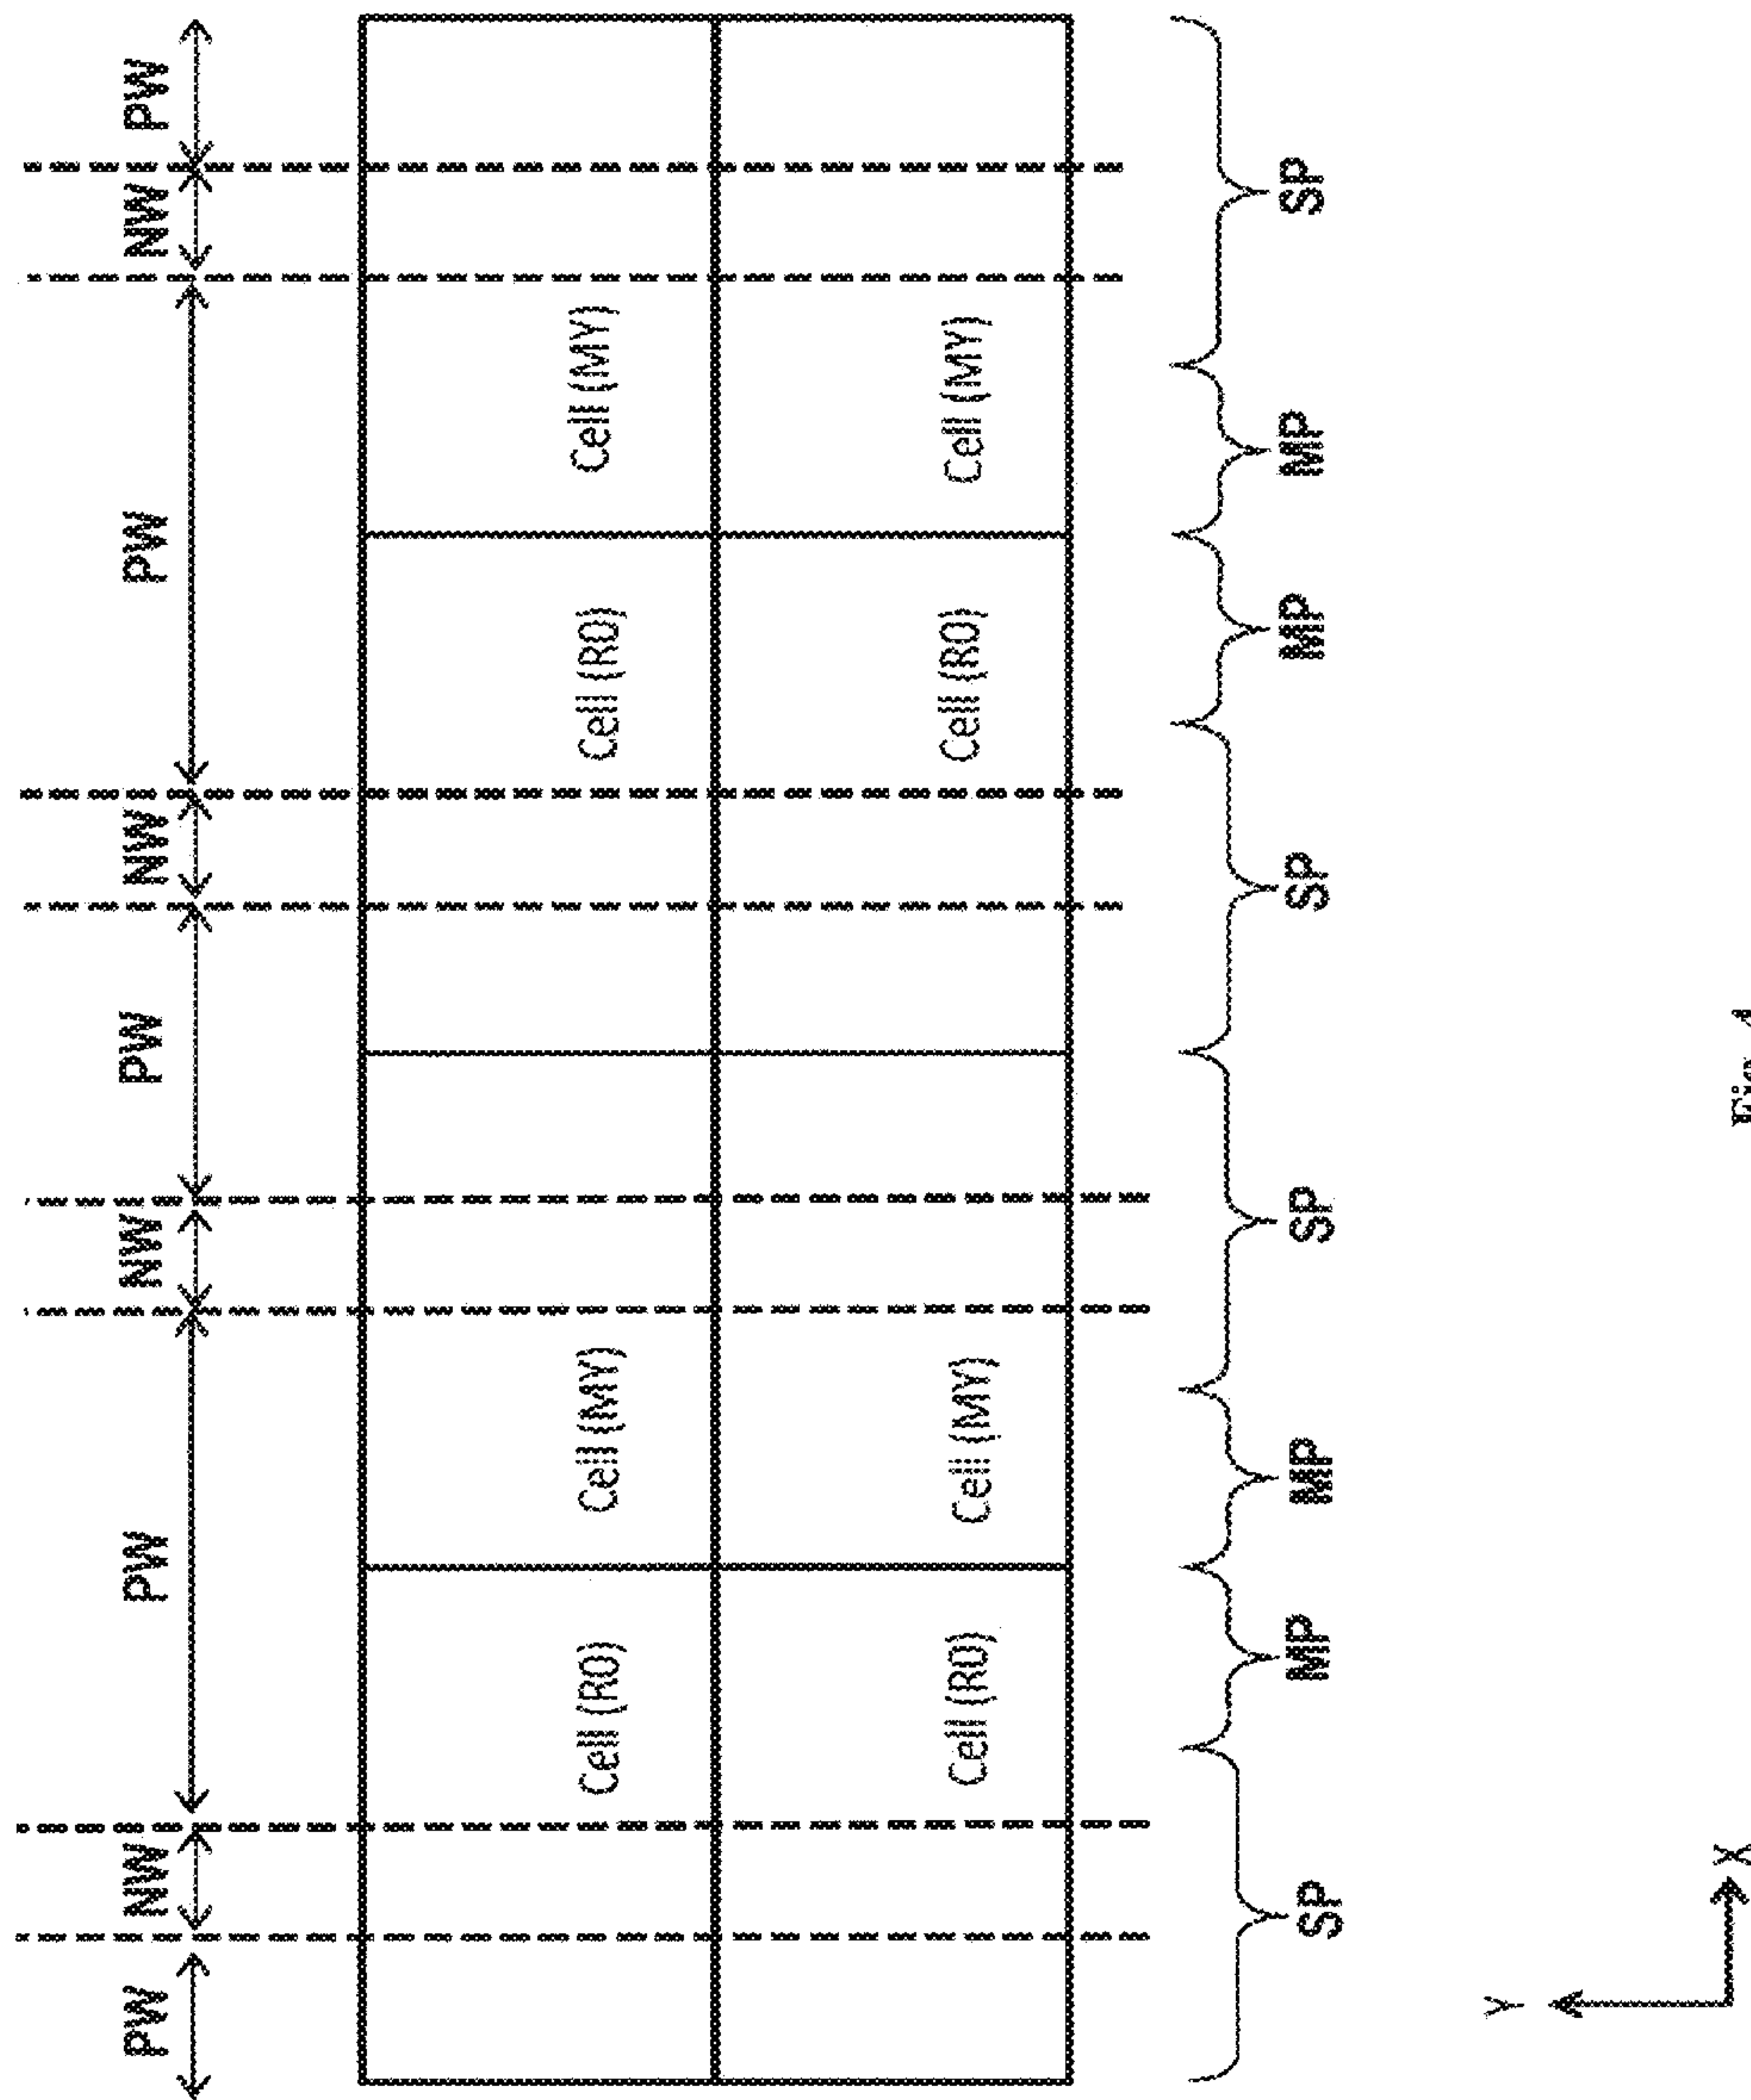 PW NW PW NW PW NW PW NW PW
Cell (R0) Cell (MY) Cell (R0) Cell (MY)
Cell (R0) Cell (MY) Cell (R0) Cell (MY)
SP MP MP SP SP MP MP SP
Y
X